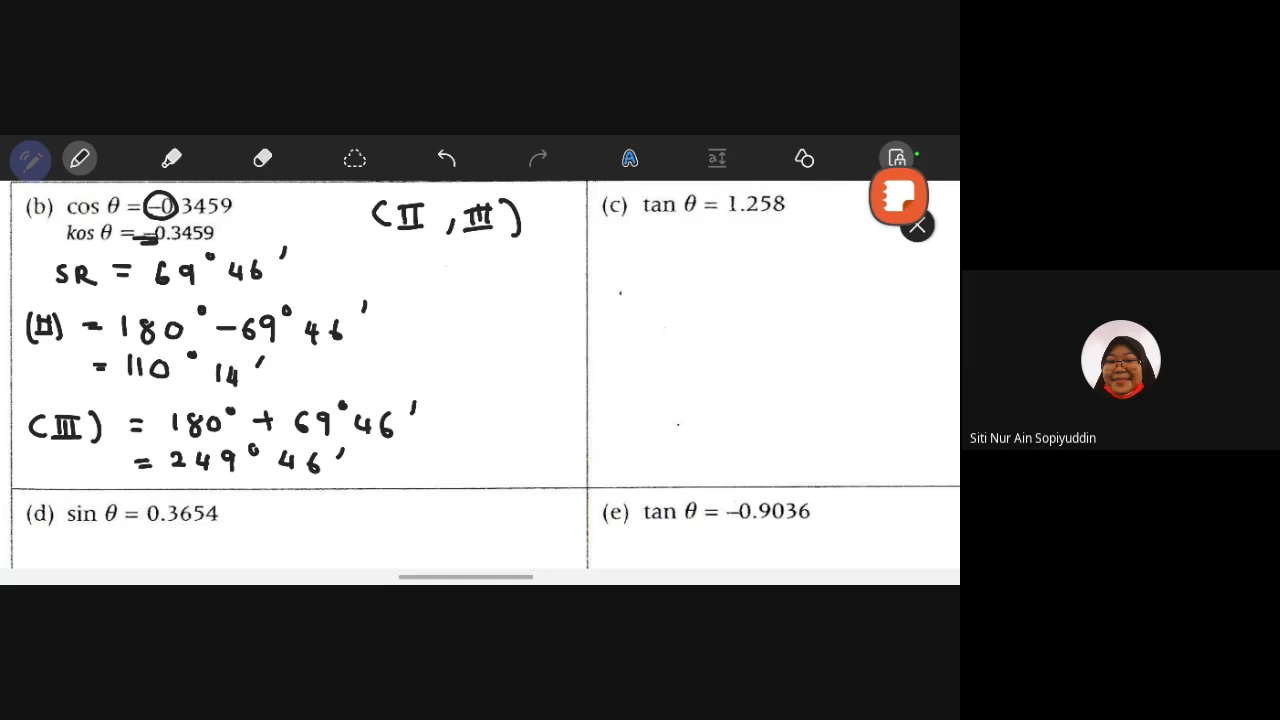 (b) cos θ = –0.3459
kos θ = –0.3459
(II , III)
SR = 69° 46'
(II) = 180° – 69° 46'
= 110° 14'
(III) = 180° + 69° 46'
= 249° 46'
(c) tan θ = 1.258
(d) sin θ = 0.3654
(e) tan θ = –0.9036
Siti Nur Ain Sopiyuddin